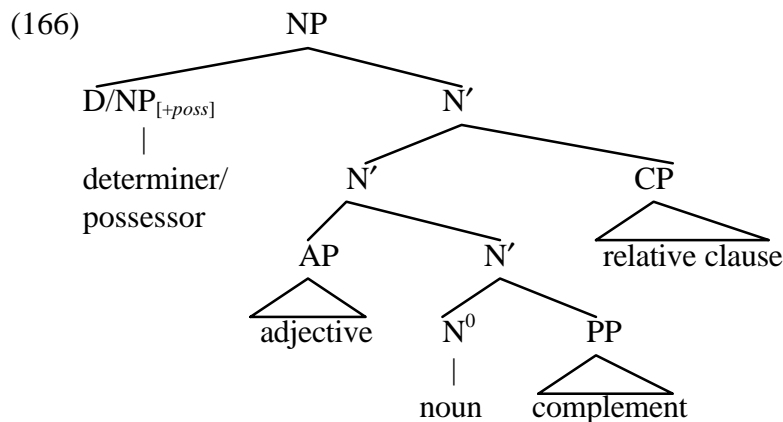 (166) NP
D/NP[+poss] N′
determiner/ N′ CP
possessor
AP N′ relative clause
adjective N⁰ PP
noun complement